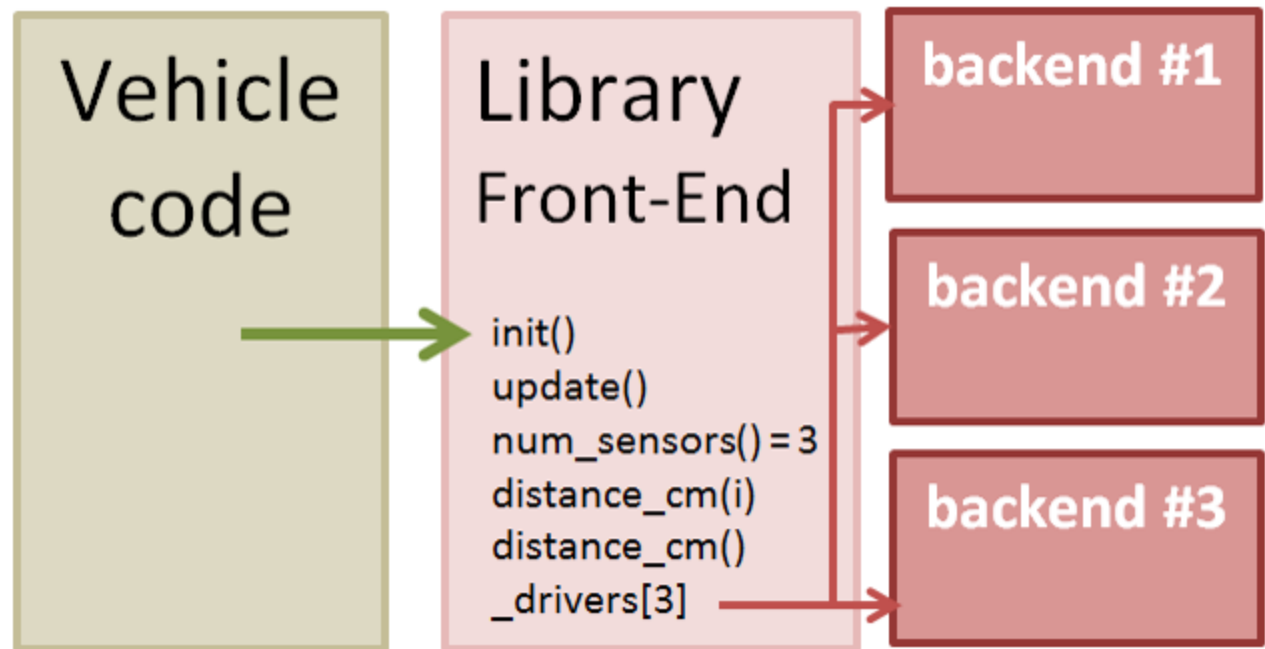 Vehicle
code
Library
Front-End
init()
update()
num_sensors() = 3
distance_cm(i)
distance_cm()
_drivers[3]
backend #1
backend #2
backend #3